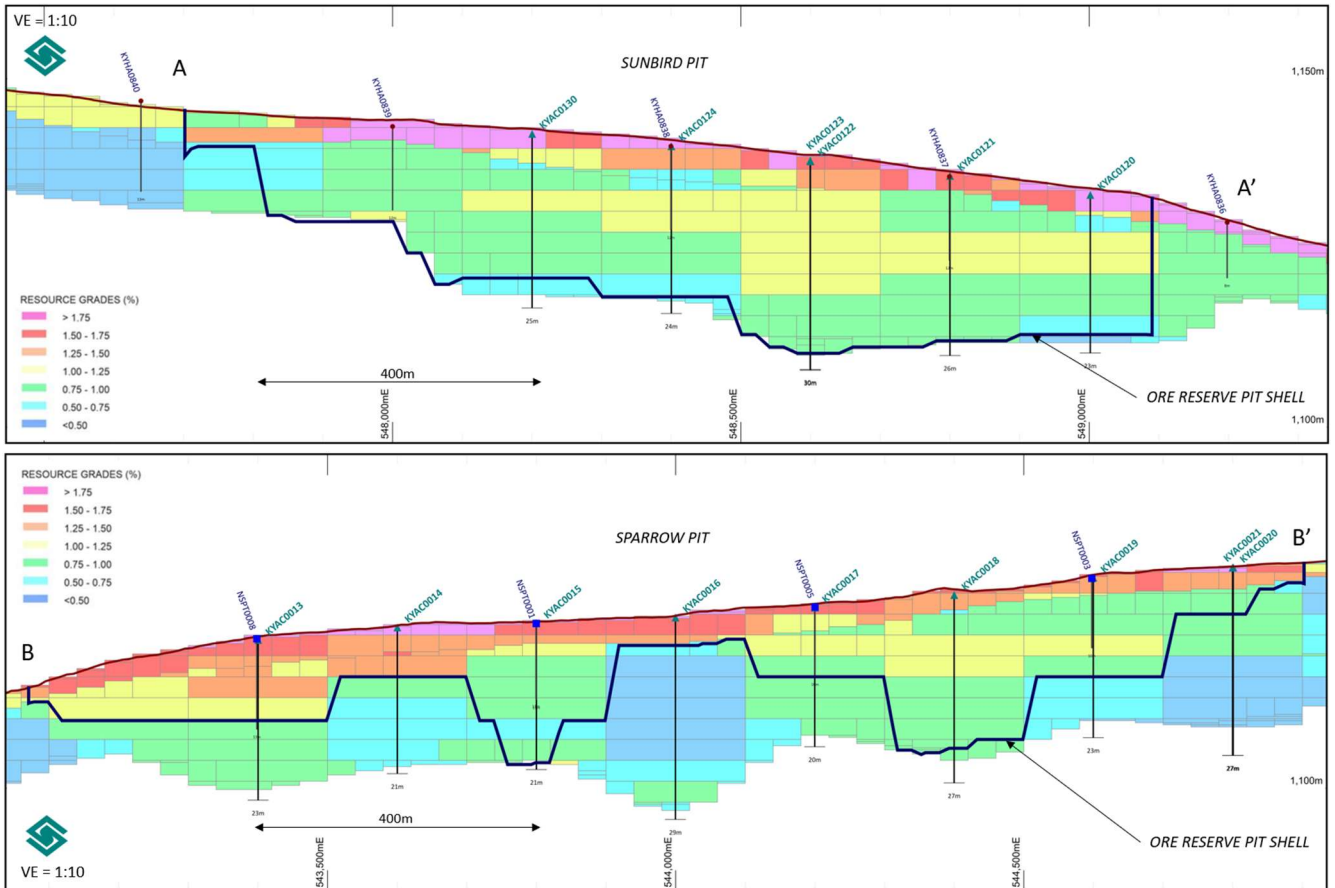 VE = 1:10
A
SUNBIRD PIT
1,150m
KYHA0840
KYHA0839
KYAC0130
KYHA0838
KYAC0124
KYAC0123
KYAC0122
KYHA0837
KYAC0121
KYAC0120
A’
KYHA0836
RESOURCE GRADES (%)
> 1.75
1.50 - 1.75
1.25 - 1.50
1.00 - 1.25
0.75 - 1.00
0.50 - 0.75
<0.50
25m
24m
30m
26m
23m
400m
ORE RESERVE PIT SHELL
548,000mE
548,500mE
549,000mE
1,100m
RESOURCE GRADES (%)
> 1.75
1.50 - 1.75
1.25 - 1.50
1.00 - 1.25
0.75 - 1.00
0.50 - 0.75
<0.50
SPARROW PIT
B
NSPT0008
KYAC0013
KYAC0014
NSPT0001
KYAC0015
KYAC0016
NSPT0005
KYAC0017
KYAC0018
NSPT0003
KYAC0019
KYAC0021
KYAC0020
B’
23m
21m
21m
29m
20m
27m
23m
27m
1,100m
400m
ORE RESERVE PIT SHELL
543,500mE
544,000mE
544,500mE
VE = 1:10